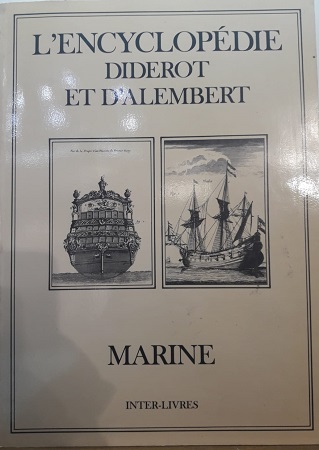 L'ENCYCLOPÉDIE
DIDEROT
ET D'ALEMBERT
MARINE
INTER-LIVRES